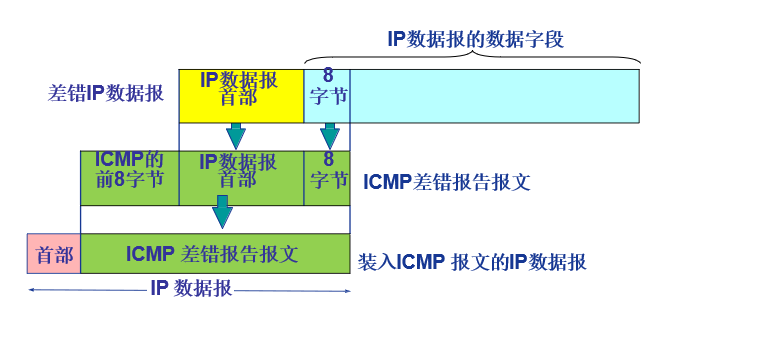 IP数据报的数据字段
差错IP数据报
IP数据报
首部
8
字节
ICMP的
前8字节
IP数据报
首部
8
字节
ICMP差错报告报文
首部
ICMP 差错报告报文
装入ICMP 报文的IP数据报
IP 数据报